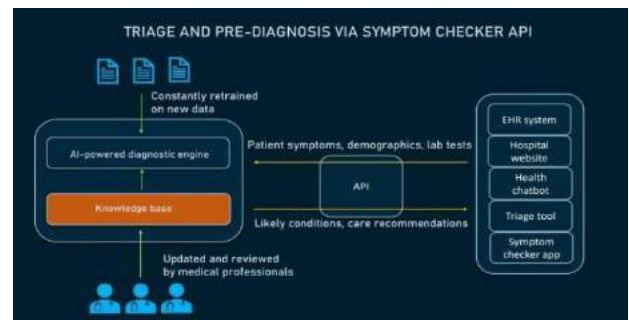 TRIAGE AND PRE-DIAGNOSIS VIA SYMPTOM CHECKER API
Constantly retrained
on new data
AI-powered diagnostic engine
Knowledge base
Updated and reviewed
by medical professionals
Patient symptoms, demographics, lab tests
API
Likely conditions, care recommendations
EHR system
Hospital
website
Health
chatbot
Triage tool
Symptom
checker app